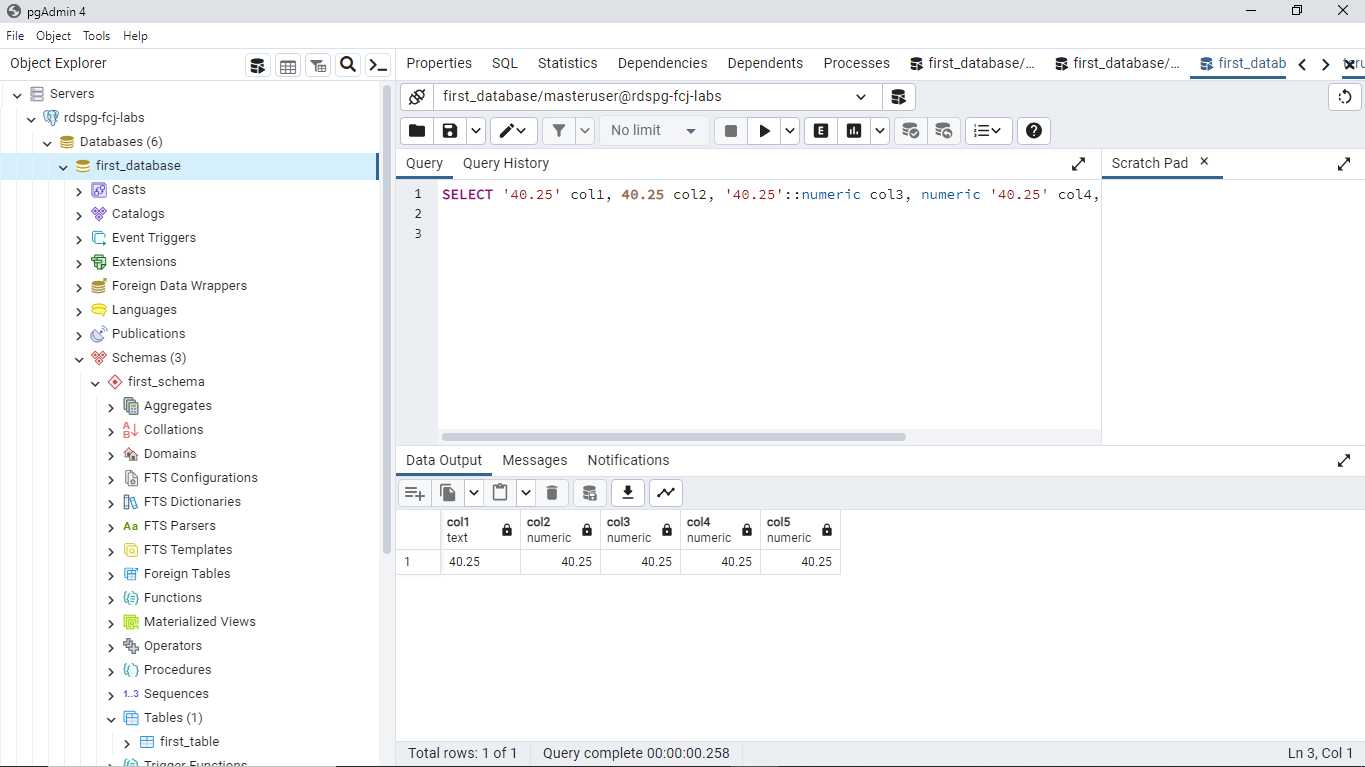 pgAdmin 4
File Object Tools Help
Object Explorer
Properties SQL Statistics Dependencies Dependents Processes first_database/... first_database/... first_datab
Servers
rdspg-fcj-labs
Databases (6)
first_database
Casts
Catalogs
Event Triggers
Extensions
Foreign Data Wrappers
Languages
Publications
Schemas (3)
first_schema
Aggregates
Collations
Domains
FTS Configurations
FTS Dictionaries
Aa FTS Parsers
FTS Templates
Foreign Tables
Functions
Materialized Views
Operators
Procedures
1..3 Sequences
Tables (1)
first_table
Trigger Functions
first_database/masteruser@rdspg-fcj-labs
No limit
E
Query Query History
Scratch Pad
1 SELECT '40.25' col1, 40.25 col2, '40.25'::numeric col3, numeric '40.25' col4,
2
3
Data Output Messages Notifications
col1 col2 col3 col4 col5
text numeric numeric numeric numeric
1 40.25 40.25 40.25 40.25 40.25
Total rows: 1 of 1 Query complete 00:00:00.258 Ln 3, Col 1